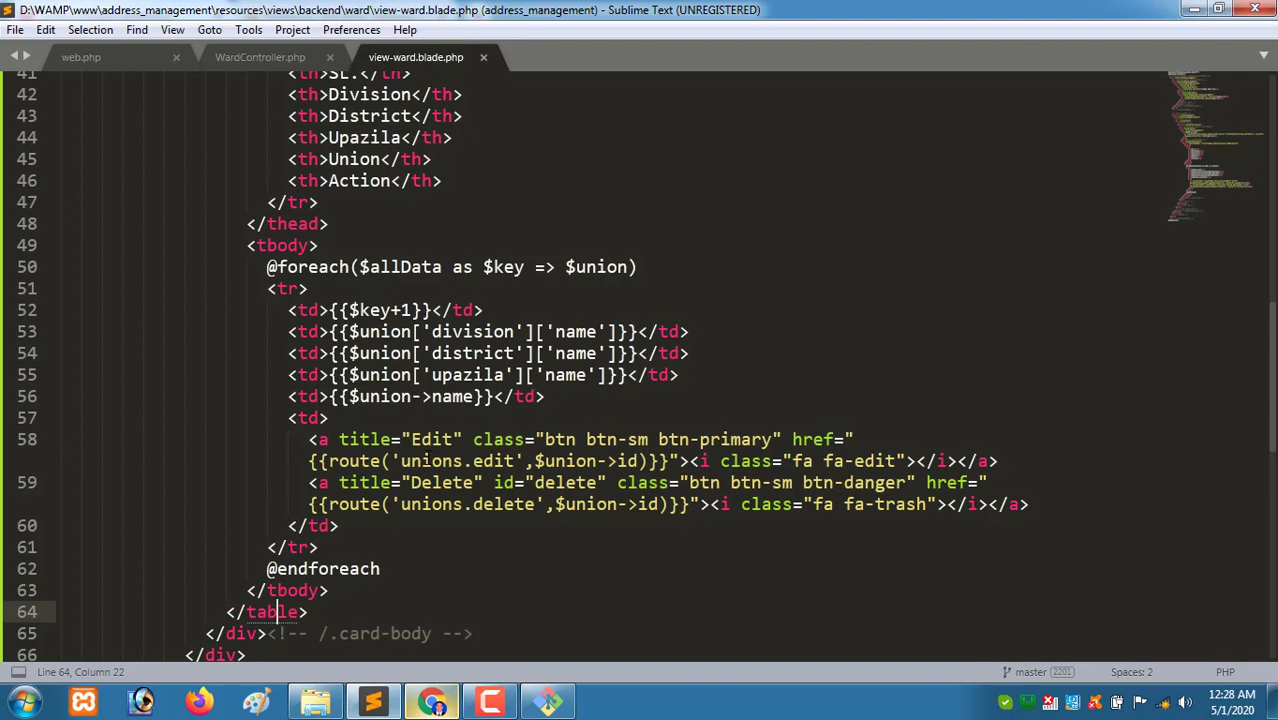 D:\WAMP\www\address_management\resources\views\backend\ward\view-ward.blade.php (address_management) - Sublime Text (UNREGISTERED)
File Edit Selection Find View Goto Tools Project Preferences Help
web.php WardController.php view-ward.blade.php
41 <th>SL.</th>
42 <th>Division</th>
43 <th>District</th>
44 <th>Upazila</th>
45 <th>Union</th>
46 <th>Action</th>
47 </tr>
48 </thead>
49 <tbody>
50 @foreach($allData as $key => $union)
51 <tr>
52 <td>{{$key+1}}</td>
53 <td>{{$union['division']['name']}}</td>
54 <td>{{$union['district']['name']}}</td>
55 <td>{{$union['upazila']['name']}}</td>
56 <td>{{$union->name}}</td>
57 <td>
58 <a title="Edit" class="btn btn-sm btn-primary" href="
{{route('unions.edit',$union->id)}}"><i class="fa fa-edit"></i></a>
59 <a title="Delete" id="delete" class="btn btn-sm btn-danger" href="
{{route('unions.delete',$union->id)}}"><i class="fa fa-trash"></i></a>
60 </td>
61 </tr>
62 @endforeach
63 </tbody>
64 </table>
65 </div><!-- /.card-body -->
66 </div>
Line 64, Column 22 master 2201 Spaces: 2 PHP
12:28 AM
5/1/2020